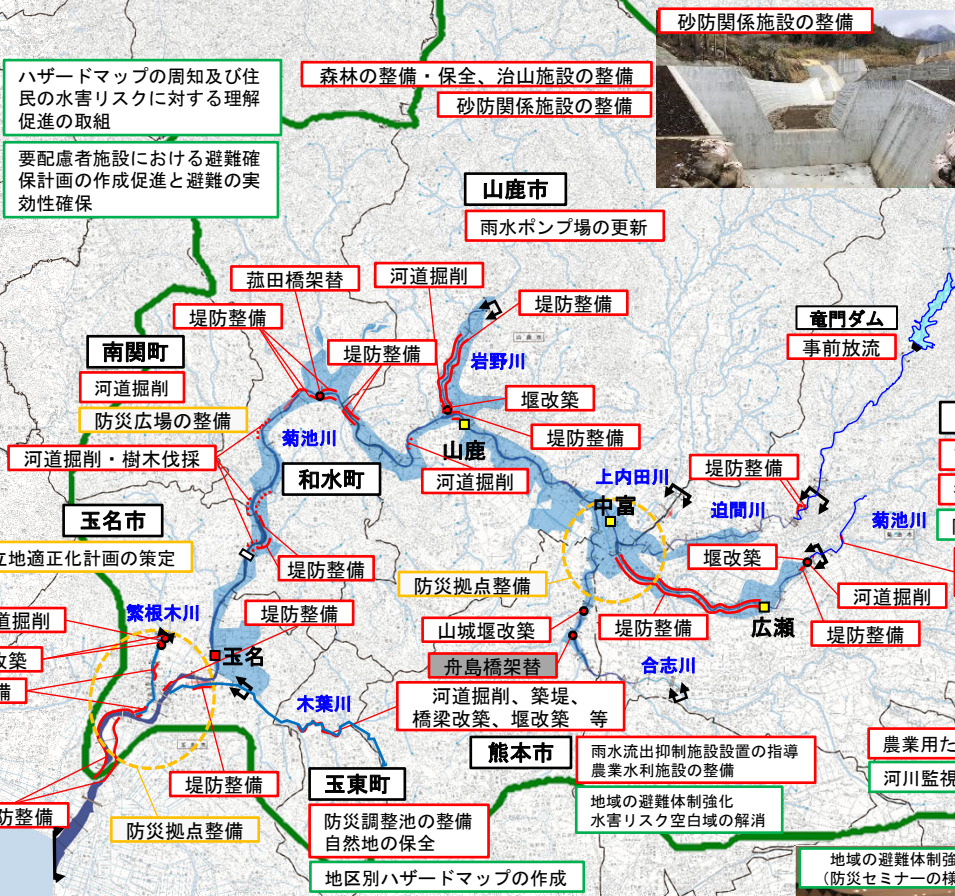 砂防関係施設の整備
ハザードマップの周知及び住
民の水害リスクに対する理解
促進の取組
森林の整備・保全、治山施設の整備
砂防関係施設の整備
要配慮者施設における避難確
保計画の作成促進と避難の実
効性確保
山鹿市
雨水ポンプ場の更新
菰田橋架替
河道掘削
堤防整備
堤防整備
竜門ダム
事前放流
南関町
堤防整備
岩野川
河道掘削
堰改築
防災広場の整備
菊池川
堤防整備
山鹿
河道掘削・樹木伐採
和水町
河道掘削
上内田川
堤防整備
中富
迫間川
菊池川
玉名市
立地適正化計画の策定
堤防整備
防災拠点整備
堰改築
河道掘削
繁根木川
堤防整備
道掘削
山城堰改築
堤防整備
広瀬
堤防整備
改築
玉名
舟島橋架替
合志川
備
木葉川
河道掘削、築堤、
橋梁改築、堰改築 等
熊本市
雨水流出抑制施設設置の指導
農業水利施設の整備
農業用た
河川監視
堤防整備
玉東町
地域の避難体制強化
水害リスク空白域の解消
防整備
防災拠点整備
防災調整池の整備
自然地の保全
地区別ハザードマップの作成
地域の避難体制強
（防災セミナーの様